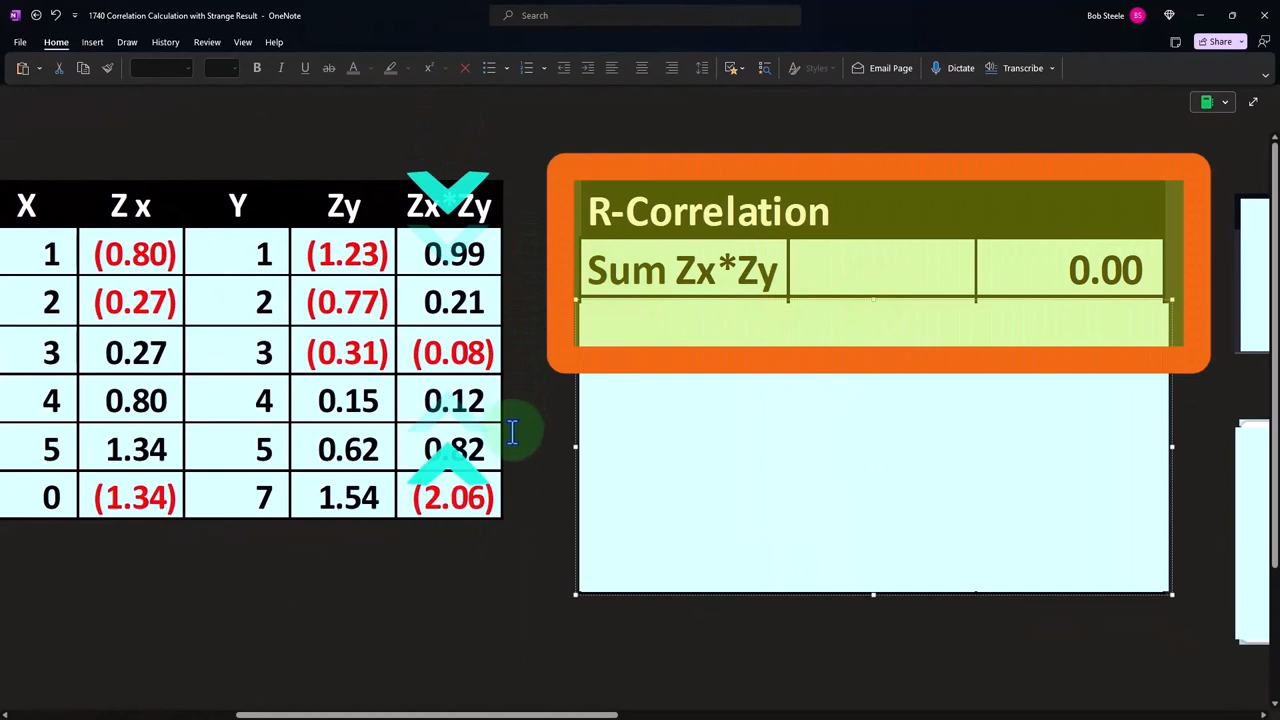 1740 Correlation Calculation with Strange Result - OneNote
Search
Bob Steele BS
File Home Insert Draw History Review View Help
Share
B I U ab A x Styles Email Page Dictate Transcribe
X Z x Y Zy Zx*Zy
1 (0.80) 1 (1.23) 0.99
2 (0.27) 2 (0.77) 0.21
3 0.27 3 (0.31) (0.08)
4 0.80 4 0.15 0.12
5 1.34 5 0.62 0.82
0 (1.34) 7 1.54 (2.06)
R-Correlation
Sum Zx*Zy 0.00